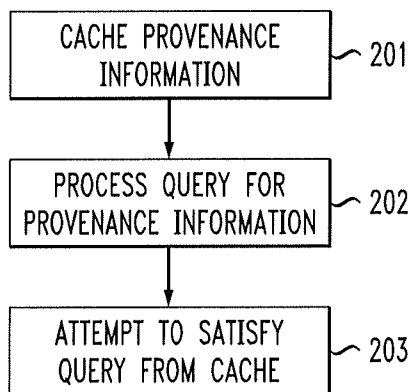 CACHE PROVENANCE
INFORMATION
201
PROCESS QUERY FOR
PROVENANCE INFORMATION
202
ATTEMPT TO SATISFY
QUERY FROM CACHE
203